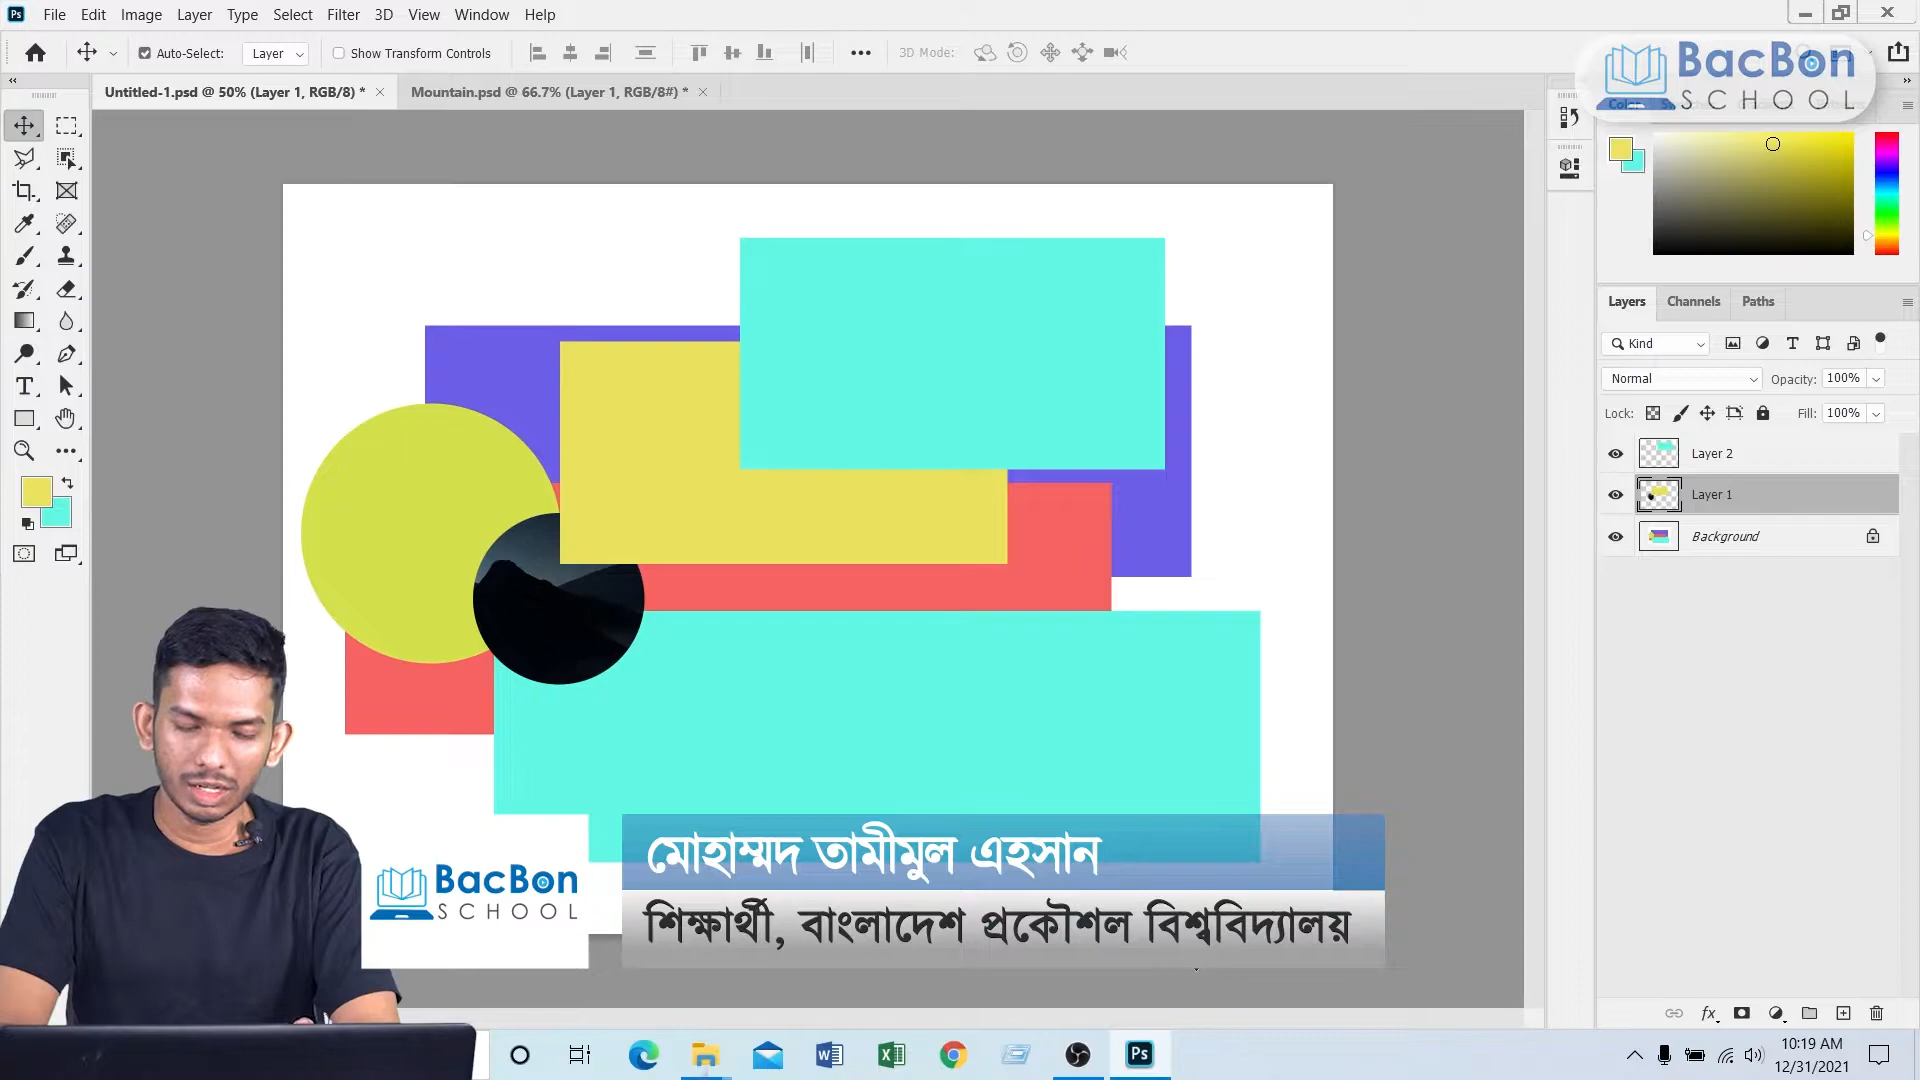 Ps File Edit Image Layer Type Select Filter 3D View Window Help
Auto-Select: Layer Show Transform Controls 3D Mode:
BacBon
SCHOOL
Untitled-1.psd @ 50% (Layer 1, RGB/8) * Mountain.psd @ 66.7% (Layer 1, RGB/8#) *
Layers Channels Paths
Kind
Normal Opacity: 100%
Lock: Fill: 100%
Layer 2
Layer 1
Background
মোহাম্মদ তামীমুল এহসান
BacBon
SCHOOL
শিক্ষার্থী, বাংলাদেশ প্রকৌশল বিশ্ববিদ্যালয়
fx
Ps
10:19 AM
12/31/2021